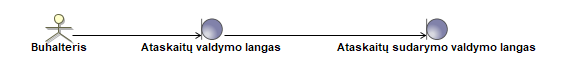 Buhalteris
Ataskaitų valdymo langas
Ataskaitų sudarymo valdymo langas